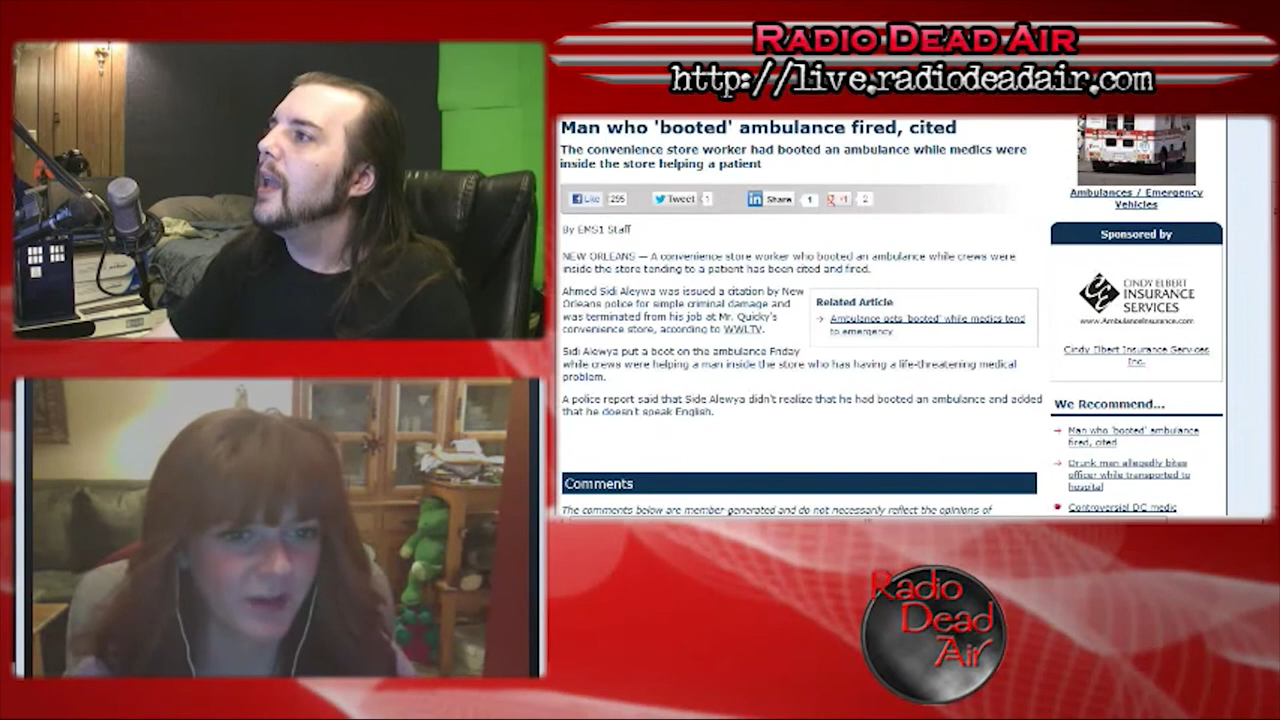 RADIO DEAD AIR
http://live.radiodeadair.com
Man who 'booted' ambulance fired, cited
The convenience store worker had booted an ambulance while medics were
inside the store helping a patient
Like 295 Tweet 1 Share 1 +1 2
By EMS1 Staff
NEW ORLEANS — A convenience store worker who booted an ambulance while crews were
inside the store tending to a patient has been cited and fired.
Ahmed Sidi Aleywa was issued a citation by New
Orleans police for simple criminal damage and
was terminated from his job at Mr. Quicky's
convenience store, according to WWLTV.
Related Article
Ambulance gets 'booted' while medics tend
to emergency
Sidi Alewya put a boot on the ambulance Friday
while crews were helping a man inside the store who has having a life-threatening medical
problem.
A police report said that Side Alewya didn't realize that he had booted an ambulance and added
that he doesn't speak English.
Comments
The comments below are member-generated and do not necessarily reflect the opinions of
Ambulances / Emergency
Vehicles
Sponsored by
CINDY ELBERT
INSURANCE
SERVICES
www.AmbulanceInsurance.com
Cindy Elbert Insurance Services
Inc.
We Recommend...
Man who 'booted' ambulance
fired, cited
Drunk man allegedly bites
officer while transported to
hospital
Controversial DC medic
Radio
Dead
Air